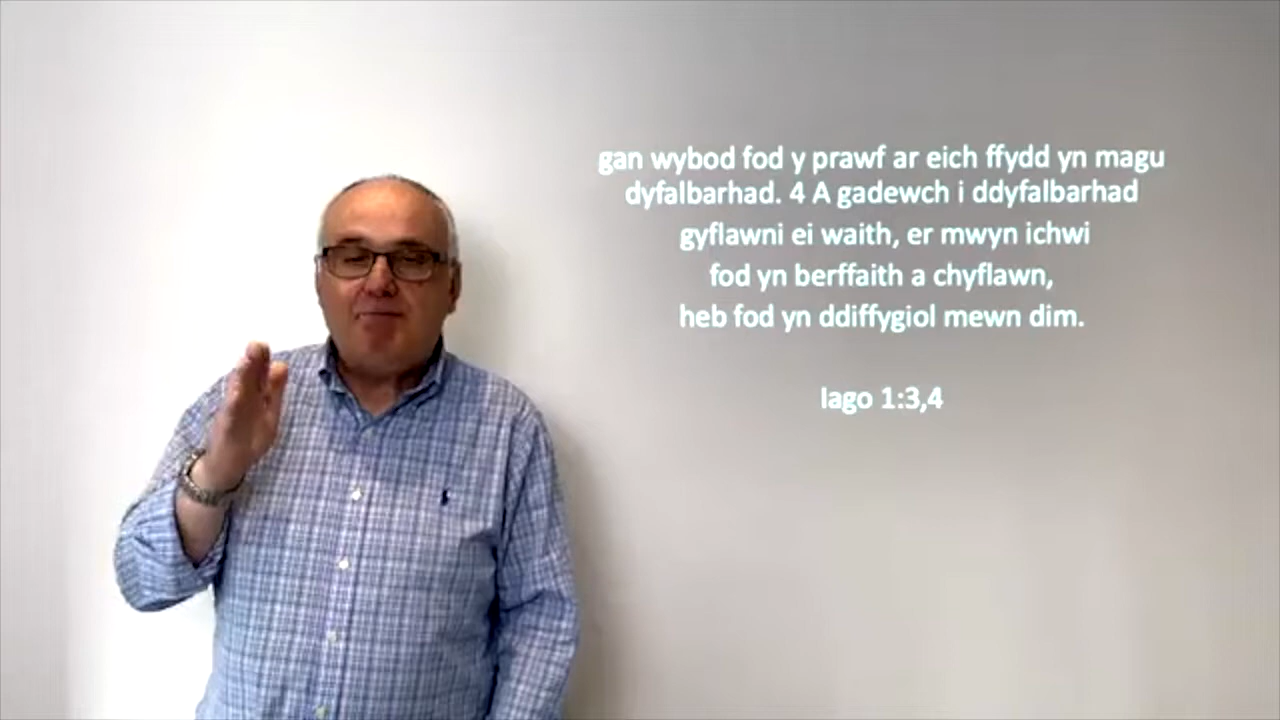 gan wybod fod y prawf ar eich ffydd yn magu
dyfalbarhad. 4 A gadewch i ddyfalbarhad
gyflawni ei waith, er mwyn ichwi
fod yn berffaith a chyflawn,
heb fod yn ddiffygiol mewn dim.
Iago 1:3,4